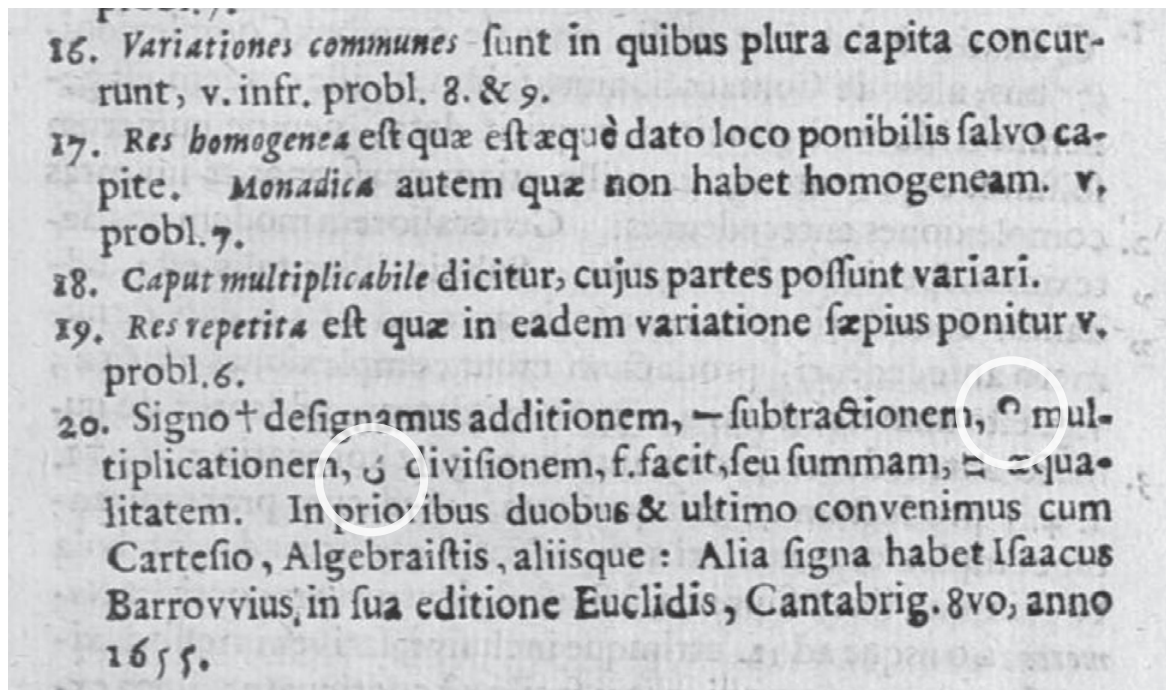 16. Variationes communes ſunt in quibus plura capita concur-
runt, v. infr. probl. 8. & 9.
17. Res homogenea eſt quæ eſt æquè dato loco ponibilis ſalvo ca-
pite. Monadica autem quæ non habet homogeneam. v.
probl. 7.
18. Caput multiplicabile dicitur, cujus partes poſſunt variari.
19. Res repetita eſt quæ in eadem variatione ſæpius ponitur v.
probl. 6.
20. Signo † deſignamus additionem, — ſubtractionem, ᴖ mul-
tiplicationem, ᴗ diviſionem, f. facit, ſeu ſummam, = æqua-
litatem. In prioribus duobus & ultimo convenimus cum
Carteſio, Algebraiſtis, aliisque: Alia ſigna habet Iſaacus
Barrovvius, in ſua editione Euclidis, Cantabrig. 8vo, anno
1655.